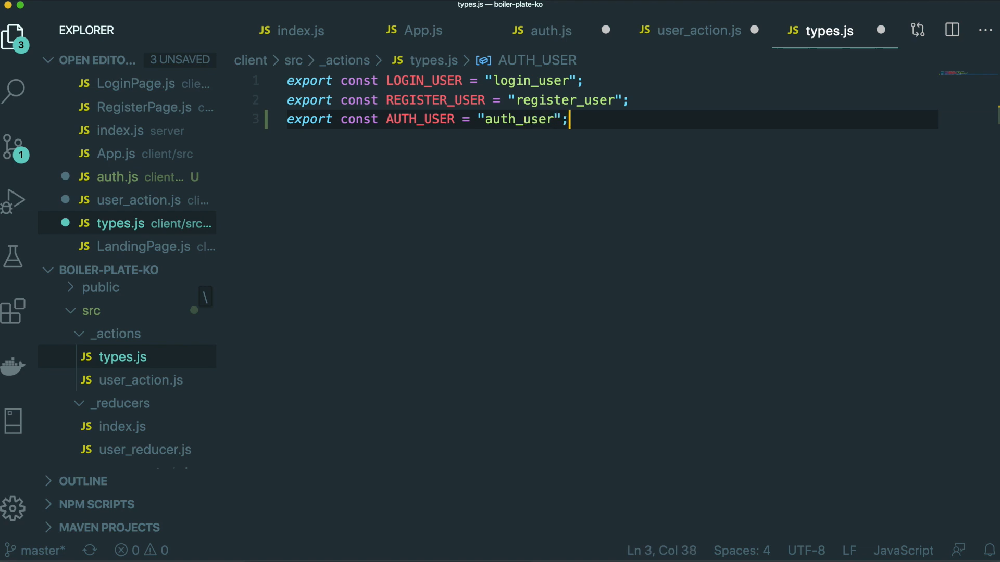 types.js — boiler-plate-ko
EXPLORER
JS index.js
JS App.js
JS auth.js
JS user_action.js
JS types.js
3
OPEN EDITO... 3 UNSAVED
client > src > _actions > JS types.js > AUTH_USER
JS LoginPage.js clie...
JS RegisterPage.js c...
JS index.js server
JS App.js client/src
JS auth.js client... U
JS user_action.js cli...
JS types.js client/src...
JS LandingPage.js cl...
1
1 export const LOGIN_USER = "login_user";
2 export const REGISTER_USER = "register_user";
3 export const AUTH_USER = "auth_user";
BOILER-PLATE-KO
public
\
src
_actions
JS types.js
JS user_action.js
_reducers
JS index.js
JS user_reducer.js
OUTLINE
NPM SCRIPTS
MAVEN PROJECTS
master* 0 0
Ln 3, Col 38 Spaces: 4 UTF-8 LF JavaScript